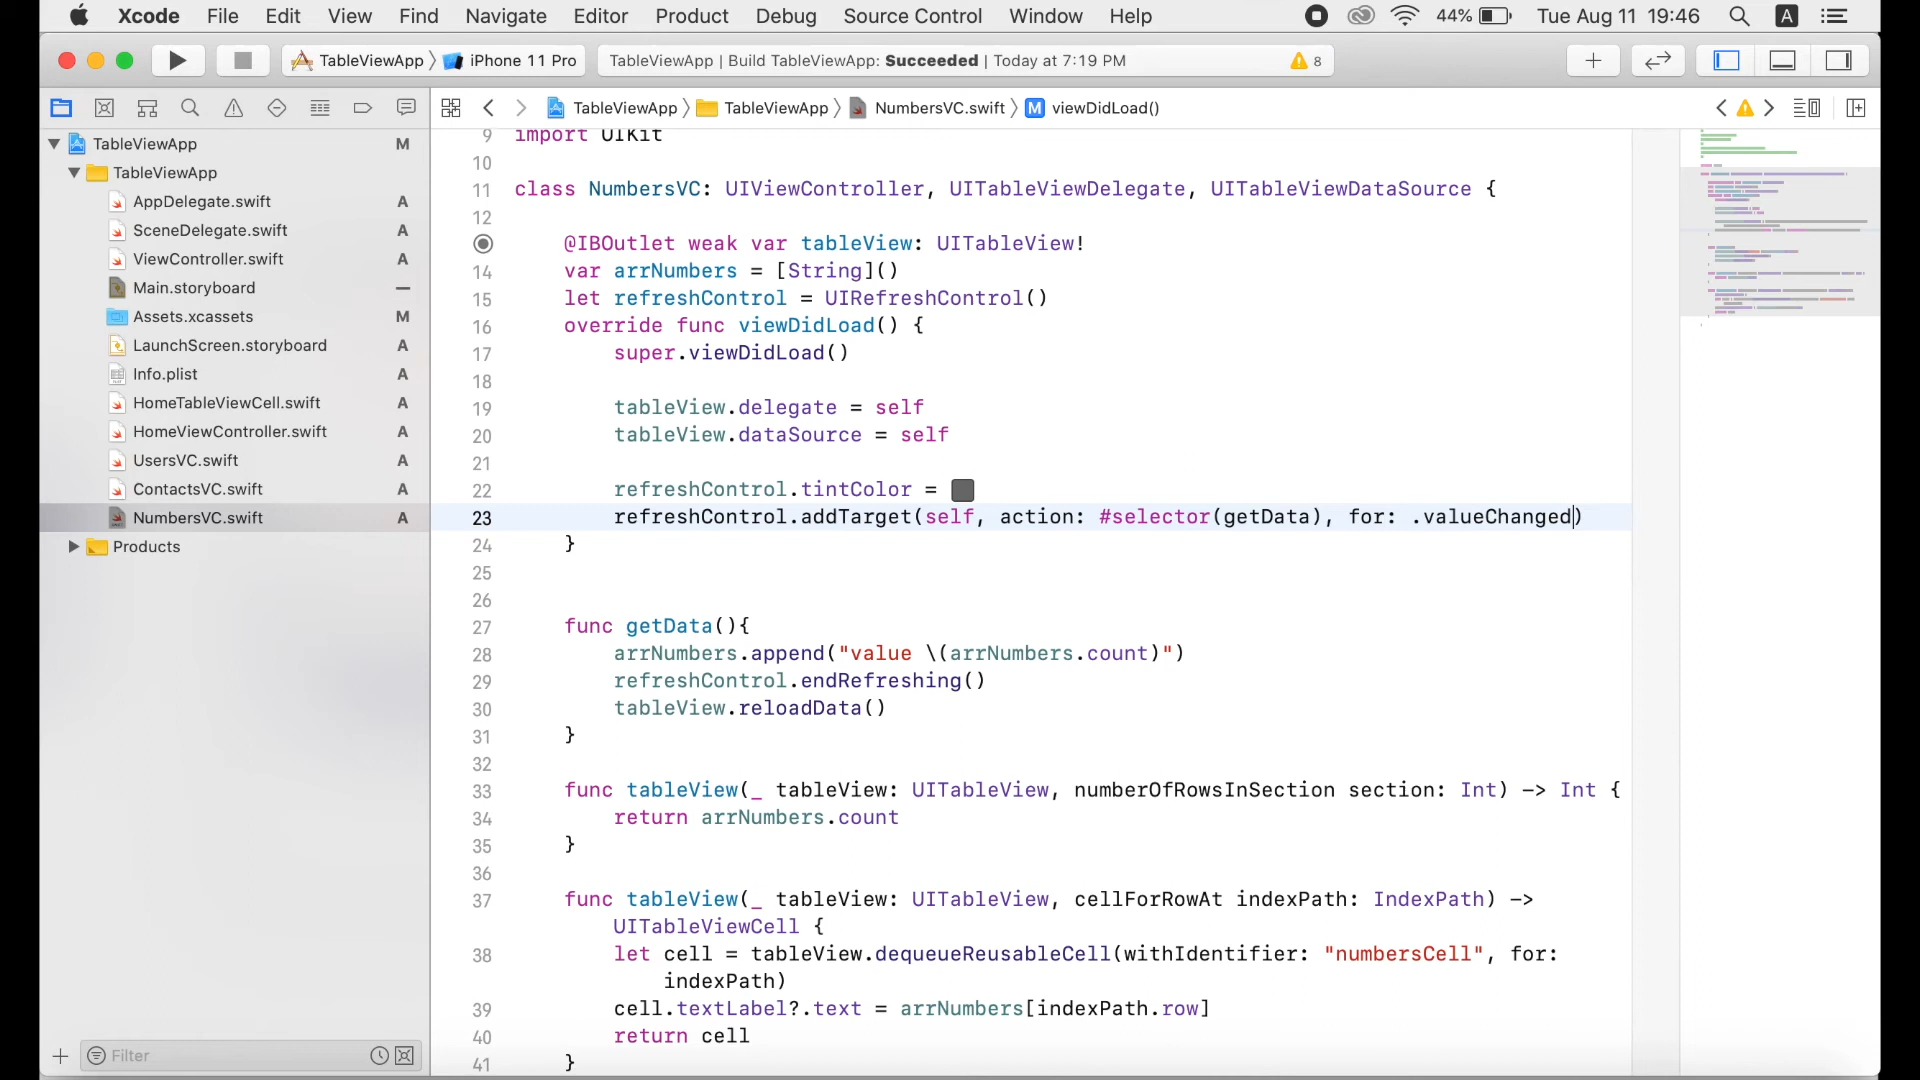 Xcode File Edit View Find Navigate Editor Product Debug Source Control Window Help 44% Tue Aug 11 19:46 A
TableViewApp iPhone 11 Pro TableViewApp | Build TableViewApp: Succeeded | Today at 7:19 PM 8
TableViewApp TableViewApp NumbersVC.swift M viewDidLoad()
TableViewApp M
TableViewApp
AppDelegate.swift A
SceneDelegate.swift A
ViewController.swift A
Main.storyboard —
Assets.xcassets M
LaunchScreen.storyboard A
Info.plist A
HomeTableViewCell.swift A
HomeViewController.swift A
UsersVC.swift A
ContactsVC.swift A
NumbersVC.swift A
Products
Filter
9 import UIKit
10
11 class NumbersVC: UIViewController, UITableViewDelegate, UITableViewDataSource {
12
@IBOutlet weak var tableView: UITableView!
14 var arrNumbers = [String]()
15 let refreshControl = UIRefreshControl()
16 override func viewDidLoad() {
17 super.viewDidLoad()
18
19 tableView.delegate = self
20 tableView.dataSource = self
21
22 refreshControl.tintColor =
23 refreshControl.addTarget(self, action: #selector(getData), for: .valueChanged)
24 }
25
26
27 func getData(){
28 arrNumbers.append("value \(arrNumbers.count)")
29 refreshControl.endRefreshing()
30 tableView.reloadData()
31 }
32
33 func tableView(_ tableView: UITableView, numberOfRowsInSection section: Int) -> Int {
34 return arrNumbers.count
35 }
36
37 func tableView(_ tableView: UITableView, cellForRowAt indexPath: IndexPath) ->
UITableViewCell {
38 let cell = tableView.dequeueReusableCell(withIdentifier: "numbersCell", for:
indexPath)
39 cell.textLabel?.text = arrNumbers[indexPath.row]
40 return cell
41 }